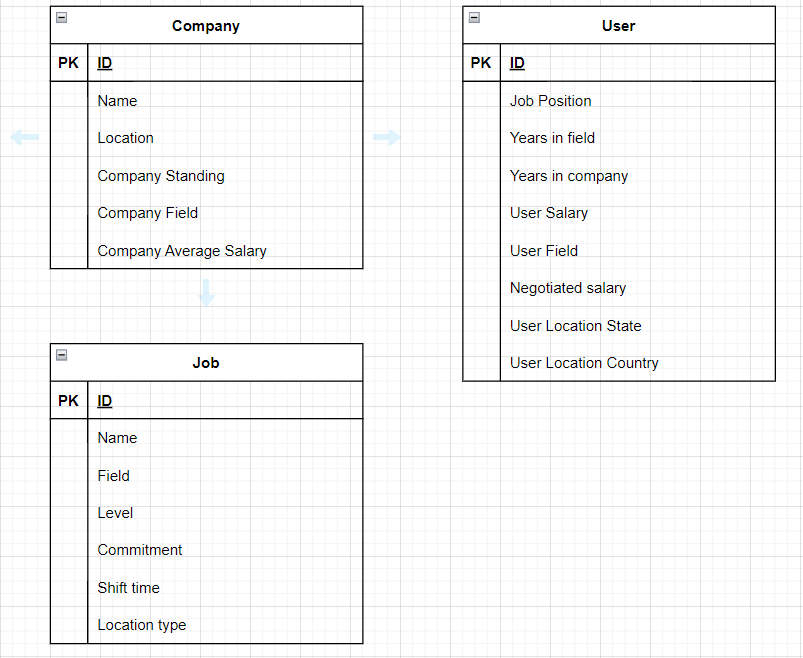 Company
PK ID
Name
Location
Company Standing
Company Field
Company Average Salary
User
PK ID
Job Position
Years in field
Years in company
User Salary
User Field
Negotiated salary
User Location State
User Location Country
Job
PK ID
Name
Field
Level
Commitment
Shift time
Location type